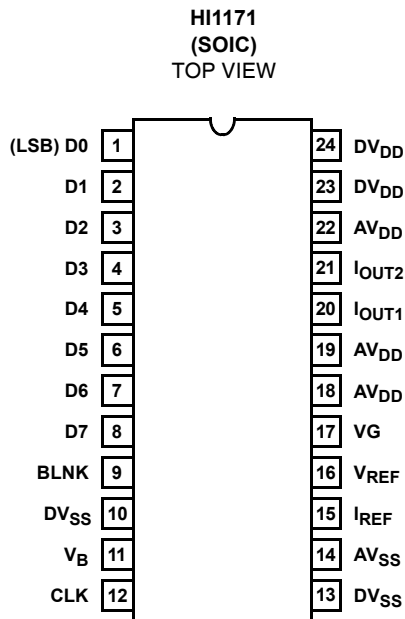 HI1171
(SOIC)
TOP VIEW
(LSB) D0 1 24 DVDD
D1 2 23 DVDD
D2 3 22 AVDD
D3 4 21 IOUT2
D4 5 20 IOUT1
D5 6 19 AVDD
D6 7 18 AVDD
D7 8 17 VG
BLNK 9 16 VREF
DVSS 10 15 IREF
VB 11 14 AVSS
CLK 12 13 DVSS